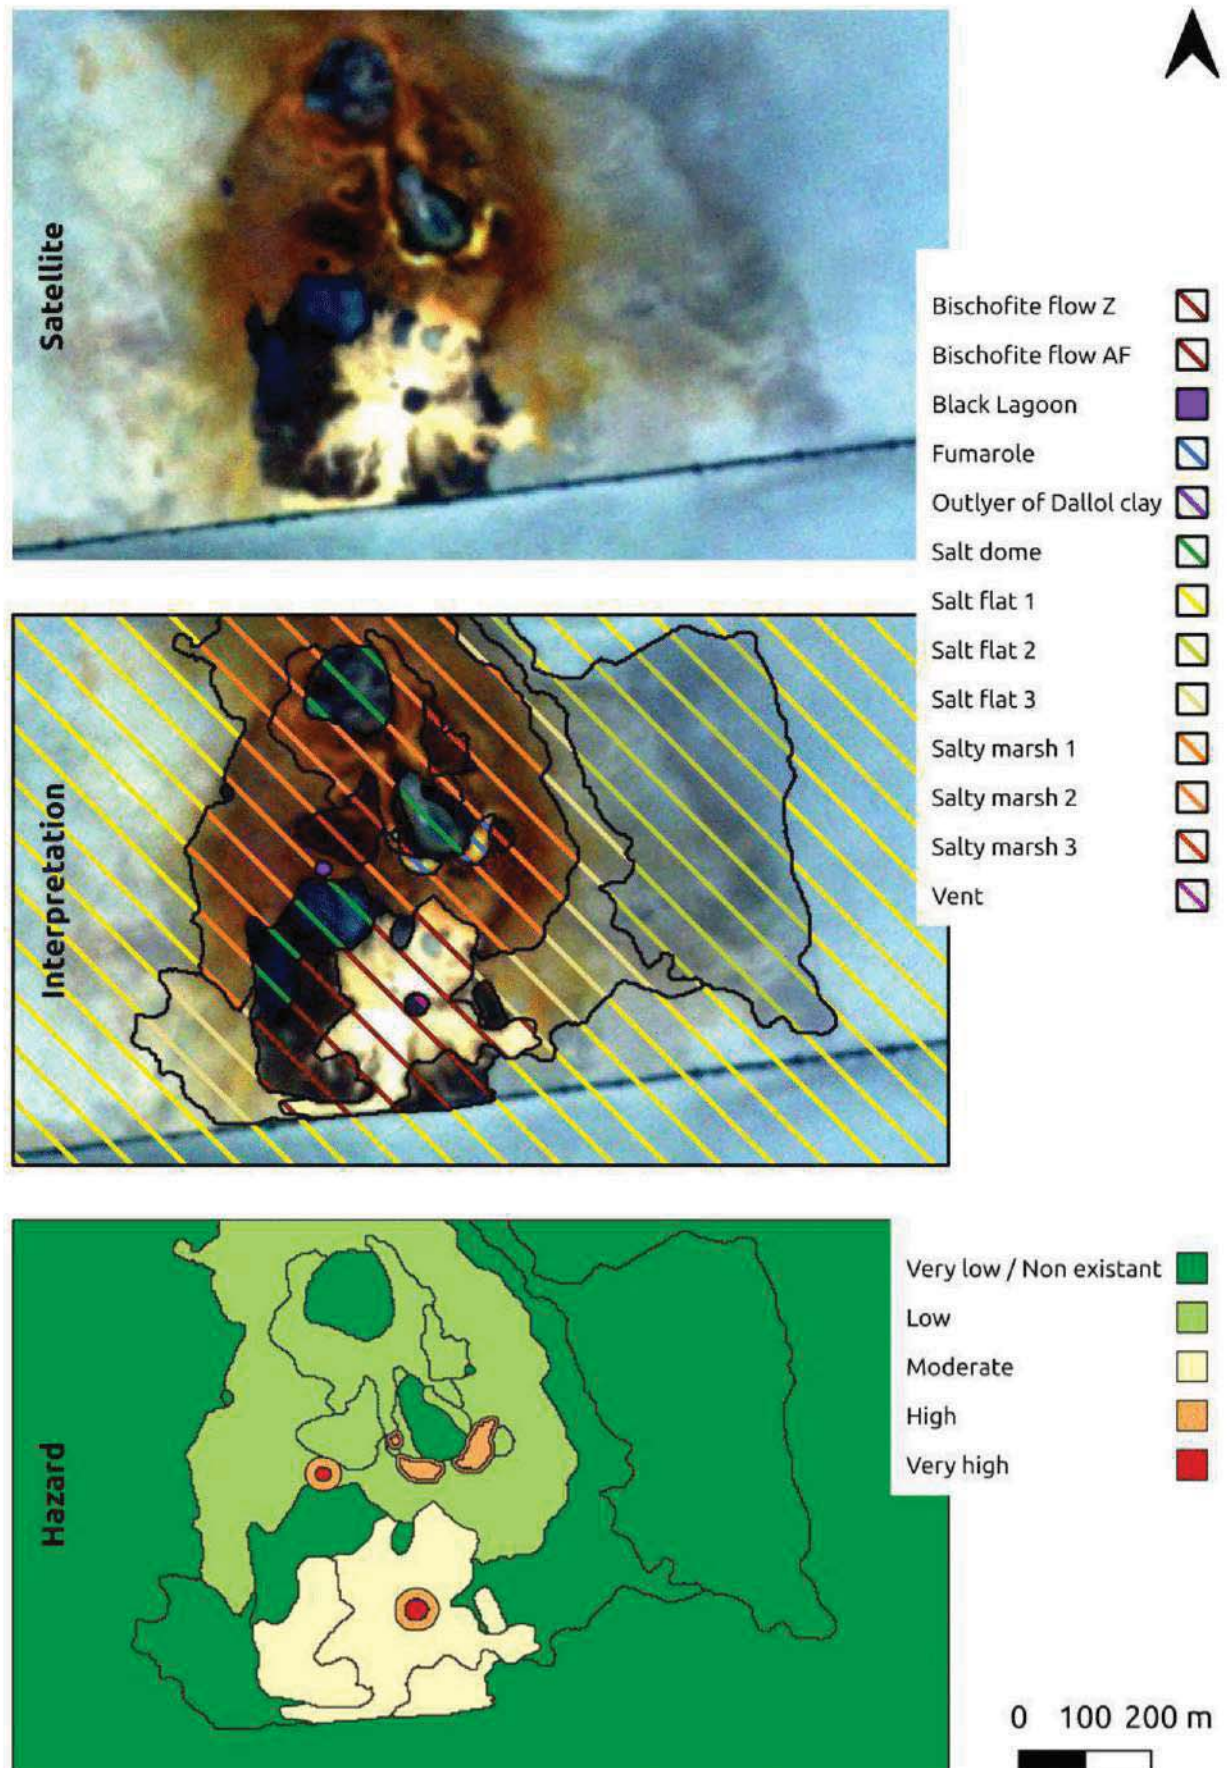 Satellite
Bischofite flow Z
Bischofite flow AF
Black Lagoon
Fumarole
Outlyer of Dallol clay
Salt dome
Salt flat 1
Salt flat 2
Salt flat 3
Salty marsh 1
Salty marsh 2
Salty marsh 3
Vent
Interpretation
Very low / Non existant
Low
Moderate
High
Very high
Hazard
0 100 200 m